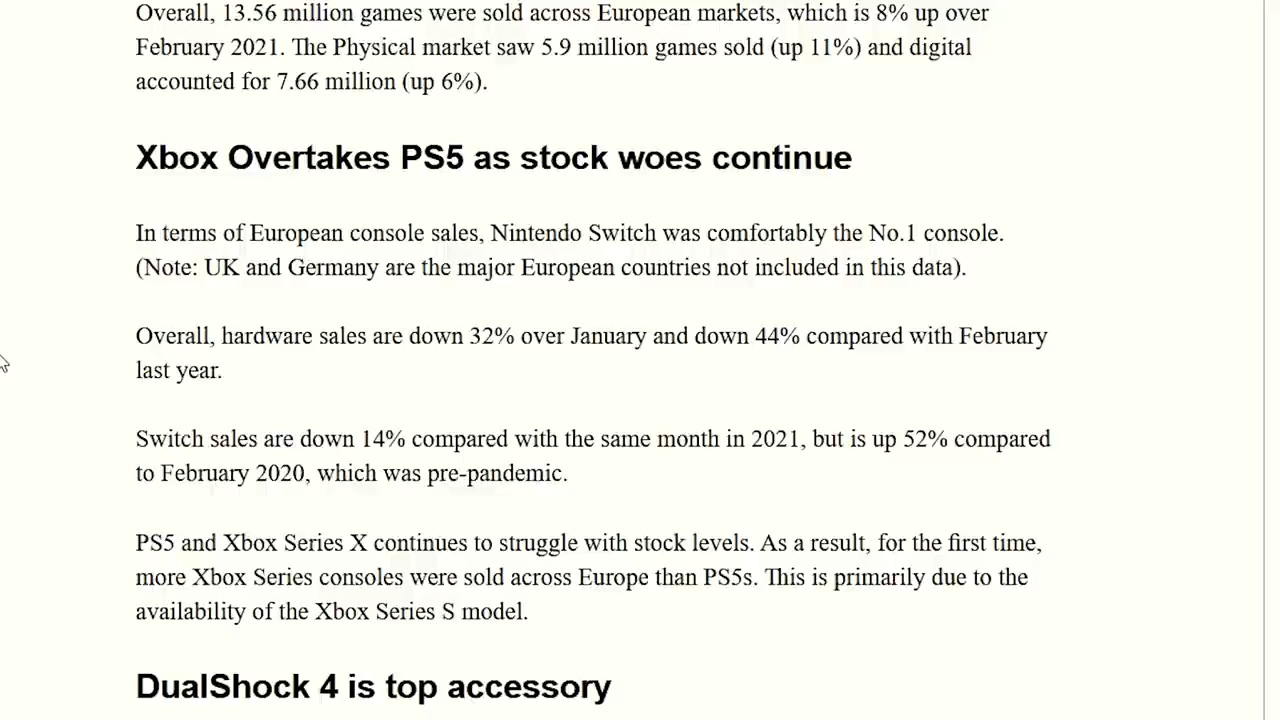 Overall, 13.56 million games were sold across European markets, which is 8% up over
February 2021. The Physical market saw 5.9 million games sold (up 11%) and digital
accounted for 7.66 million (up 6%).
Xbox Overtakes PS5 as stock woes continue
In terms of European console sales, Nintendo Switch was comfortably the No.1 console.
(Note: UK and Germany are the major European countries not included in this data).
Overall, hardware sales are down 32% over January and down 44% compared with February
last year.
Switch sales are down 14% compared with the same month in 2021, but is up 52% compared
to February 2020, which was pre-pandemic.
PS5 and Xbox Series X continues to struggle with stock levels. As a result, for the first time,
more Xbox Series consoles were sold across Europe than PS5s. This is primarily due to the
availability of the Xbox Series S model.
DualShock 4 is top accessory